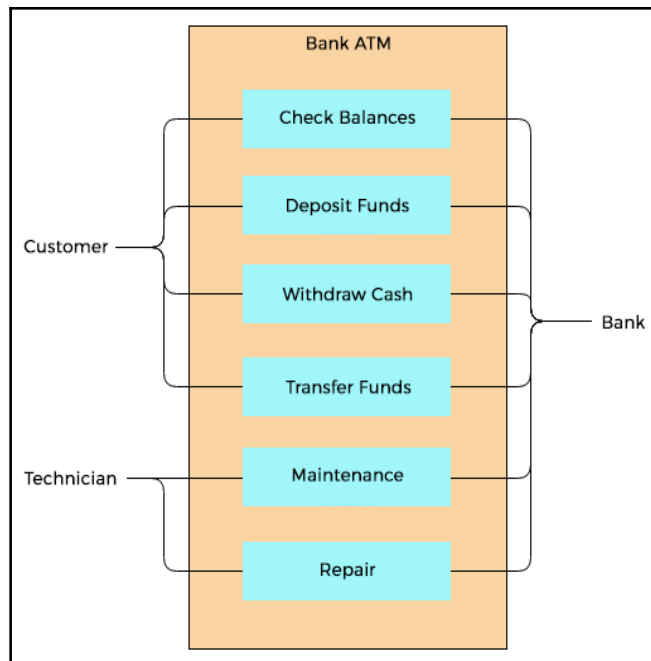 Bank ATM
Check Balances
Deposit Funds
Customer
Withdraw Cash
Bank
Transfer Funds
Technician
Maintenance
Repair